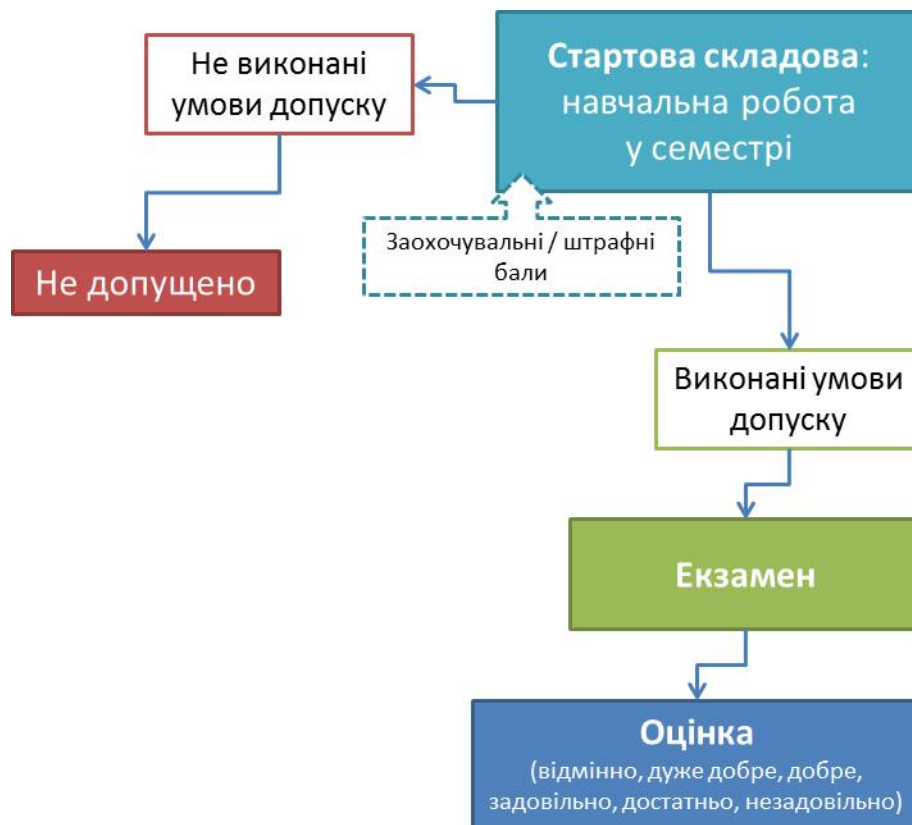 Стартова складова:
навчальна робота
у семестрі
Не виконані
умови допуску
Заохочувальні / штрафні
бали
Не допущено
Виконані умови
допуску
Екзамен
Оцінка
(відмінно, дуже добре, добре,
задовільно, достатньо, незадовільно)